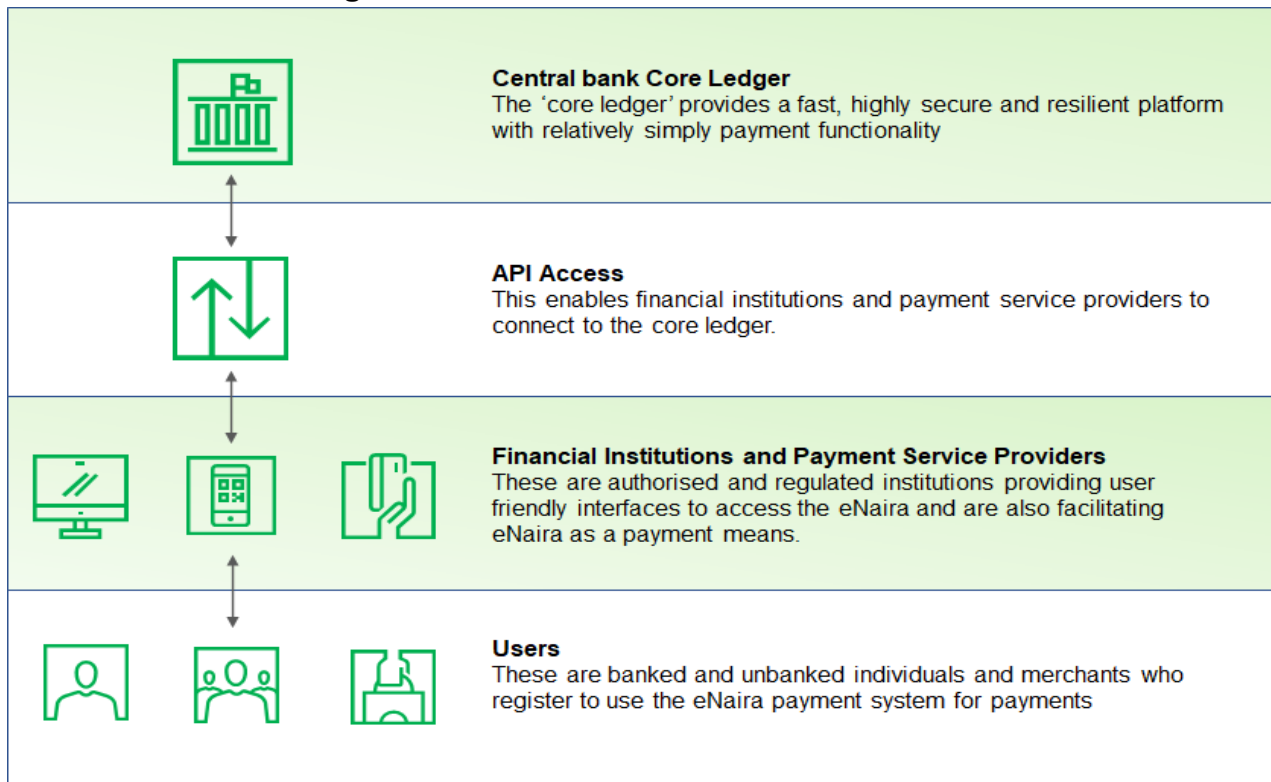 Central bank Core Ledger
The ‘core ledger’ provides a fast, highly secure and resilient platform
with relatively simply payment functionality
API Access
This enables financial institutions and payment service providers to
connect to the core ledger.
Financial Institutions and Payment Service Providers
These are authorised and regulated institutions providing user
friendly interfaces to access the eNaira and are also facilitating
eNaira as a payment means.
Users
These are banked and unbanked individuals and merchants who
register to use the eNaira payment system for payments